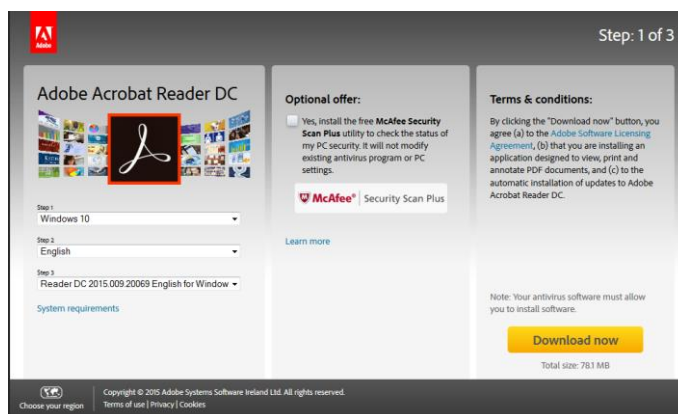 Adobe
Step: 1 of 3
Adobe Acrobat Reader DC
Step 1
Windows 10
Step 2
English
Step 3
Reader DC 2015.009.20069 English for Window
System requirements
Optional offer:
Yes, install the free McAfee Security
Scan Plus utility to check the status of
my PC security. It will not modify
existing antivirus program or PC
settings.
McAfee® Security Scan Plus
Learn more
Terms & conditions:
By clicking the "Download now" button, you
agree (a) to the Adobe Software Licensing
Agreement, (b) that you are installing an
application designed to view, print and
annotate PDF documents, and (c) to the
automatic installation of updates to Adobe
Acrobat Reader DC.
Note: Your antivirus software must allow
you to install software.
Download now
Total size: 78.1 MB
Choose your region
Copyright © 2015 Adobe Systems Software Ireland Ltd. All rights reserved.
Terms of use | Privacy | Cookies